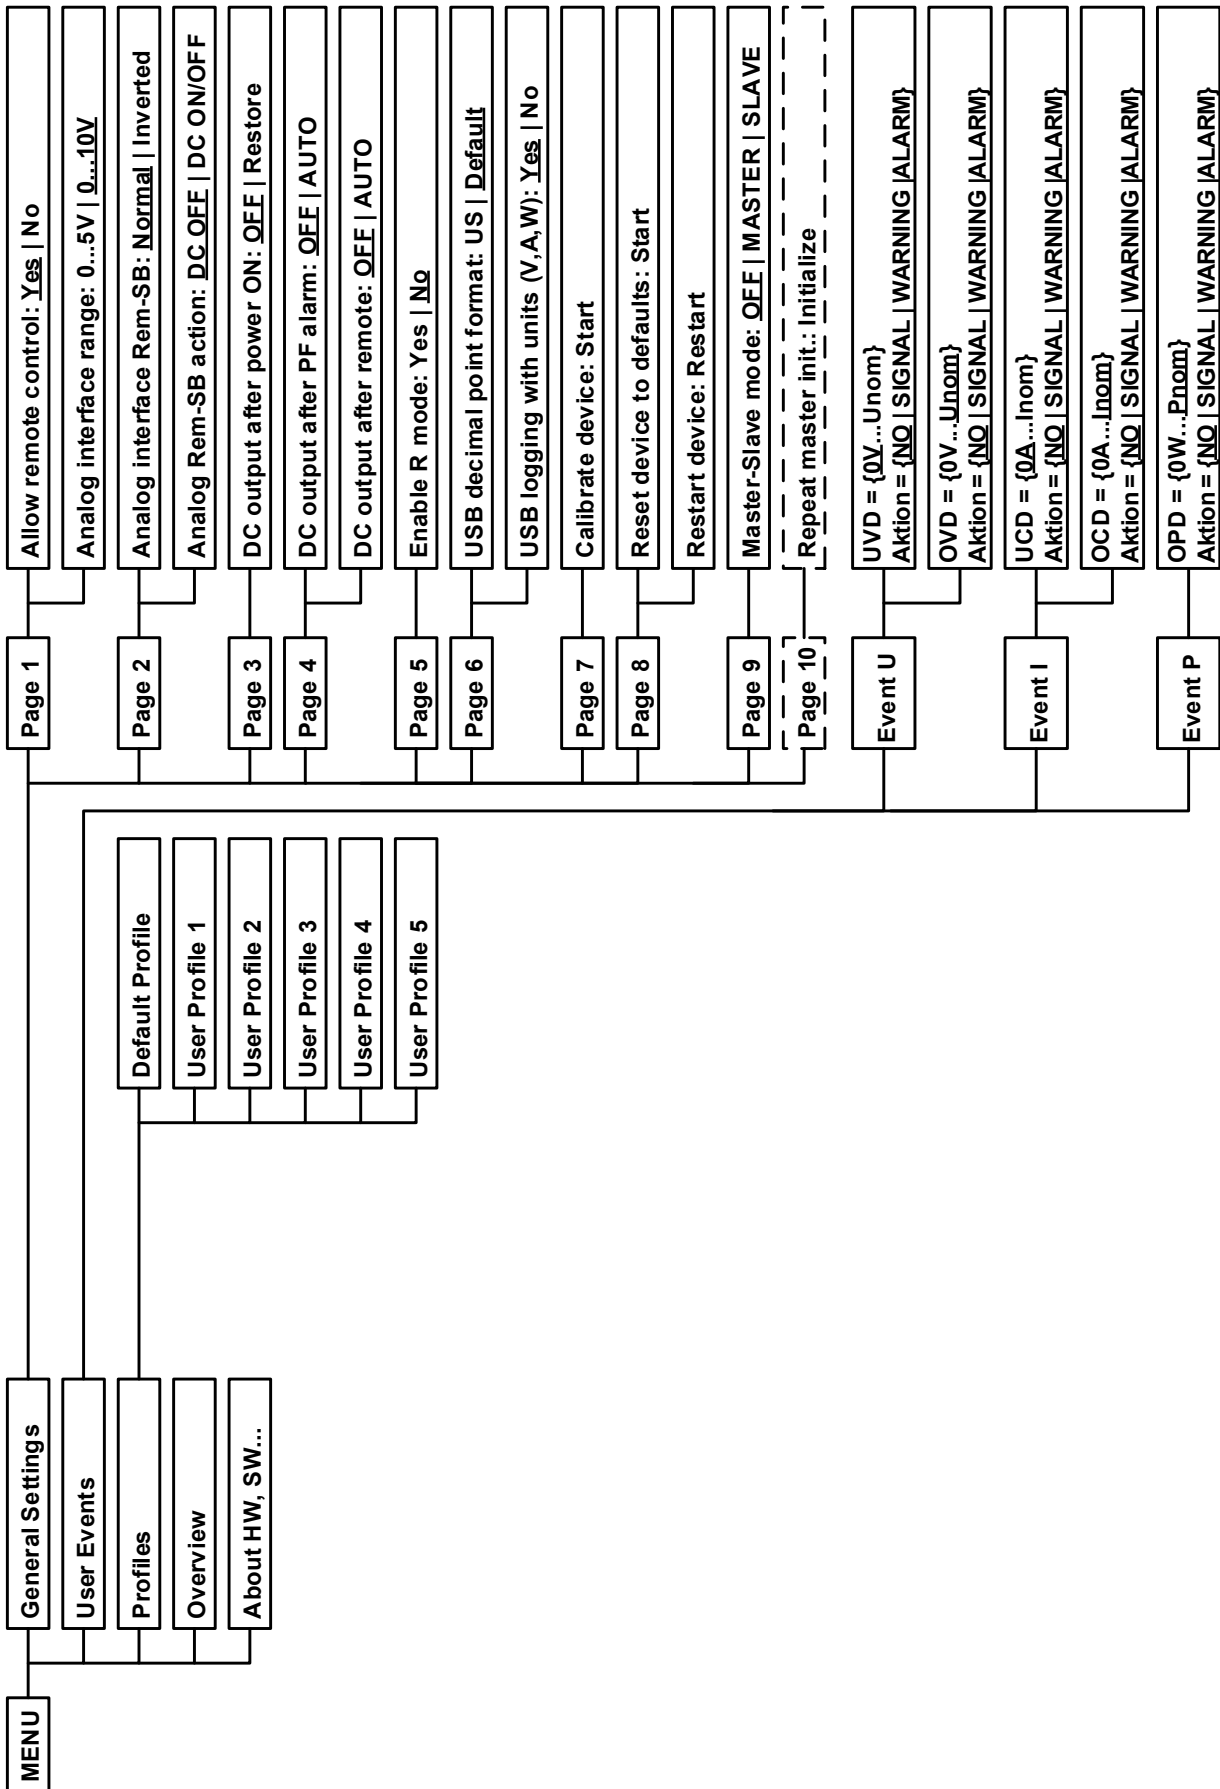 MENU
General Settings
User Events
Profiles
Overview
About HW, SW...
Default Profile
User Profile 1
User Profile 2
User Profile 3
User Profile 4
User Profile 5
Page 1
Allow remote control: Yes | No
Analog interface range: 0...5V | 0...10V
Page 2
Analog interface Rem-SB: Normal | Inverted
Analog Rem-SB action: DC OFF | DC ON/OFF
Page 3
DC output after power ON: OFF | Restore
Page 4
DC output after PF alarm: OFF | AUTO
DC output after remote: OFF | AUTO
Page 5
Enable R mode: Yes | No
Page 6
USB decimal point format: US | Default
USB logging with units (V,A,W): Yes | No
Page 7
Calibrate device: Start
Page 8
Reset device to defaults: Start
Restart device: Restart
Page 9
Master-Slave mode: OFF | MASTER | SLAVE
Page 10
Repeat master init.: Initialize
Event U
UVD = {0V...Unom}
Aktion = {NO | SIGNAL | WARNING |ALARM}
OVD = {0V...Unom}
Aktion = {NO | SIGNAL | WARNING |ALARM}
Event I
UCD = {0A...Inom}
Aktion = {NO | SIGNAL | WARNING |ALARM}
OCD = {0A...Inom}
Aktion = {NO | SIGNAL | WARNING |ALARM}
Event P
OPD = {0W...Pnom}
Aktion = {NO | SIGNAL | WARNING |ALARM}